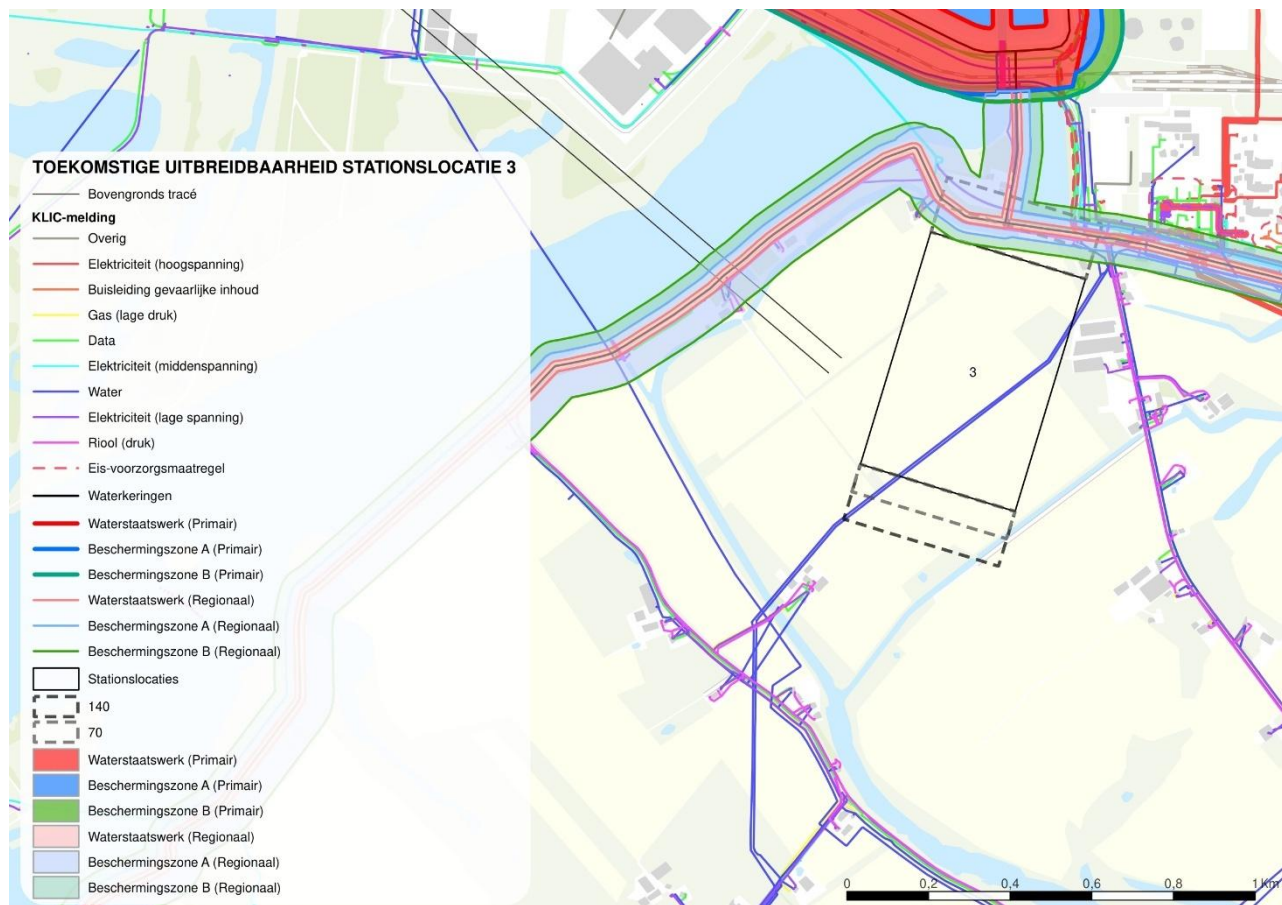 TOEKOMSTIGE UITBREIDBAARHEID STATIONSLOCATIE 3
Bovengronds tracé
KLIC-melding
Overig
Elektriciteit (hoogspanning)
Buisleiding gevaarlijke inhoud
Gas (lage druk)
Data
Elektriciteit (middenspanning)
Water
Elektriciteit (lage spanning)
Riool (druk)
Eis-voorzorgsmaatregel
Waterkeringen
Waterstaatswerk (Primair)
Beschermingszone A (Primair)
Beschermingszone B (Primair)
Waterstaatswerk (Regionaal)
Beschermingszone A (Regionaal)
Beschermingszone B (Regionaal)
Stationslocaties
140
70
Waterstaatswerk (Primair)
Beschermingszone A (Primair)
Beschermingszone B (Primair)
Waterstaatswerk (Regionaal)
Beschermingszone A (Regionaal)
Beschermingszone B (Regionaal)
3
0 0,2 0,4 0,6 0,8 1 Km